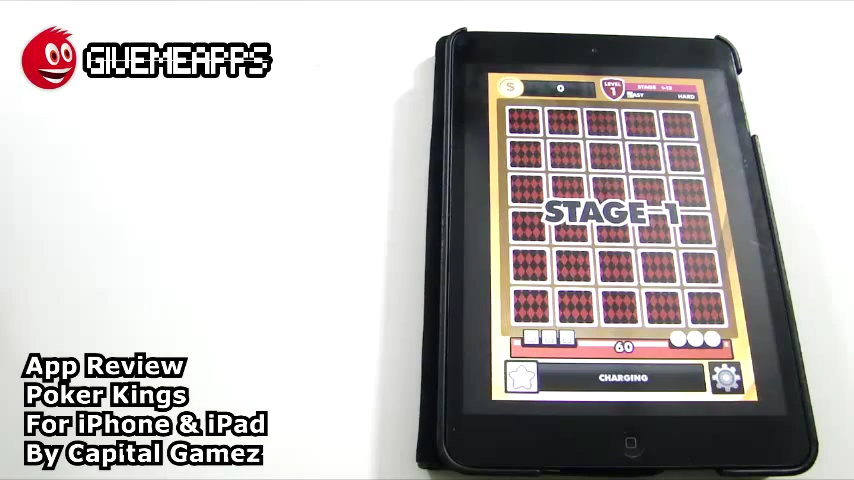 GIVEMEAPPS
S
0
LEVEL
1
STAGE 1-10
EASY
HARD
STAGE 1
60
CHARGING
App Review
Poker Kings
For iPhone & iPad
By Capital Gamez